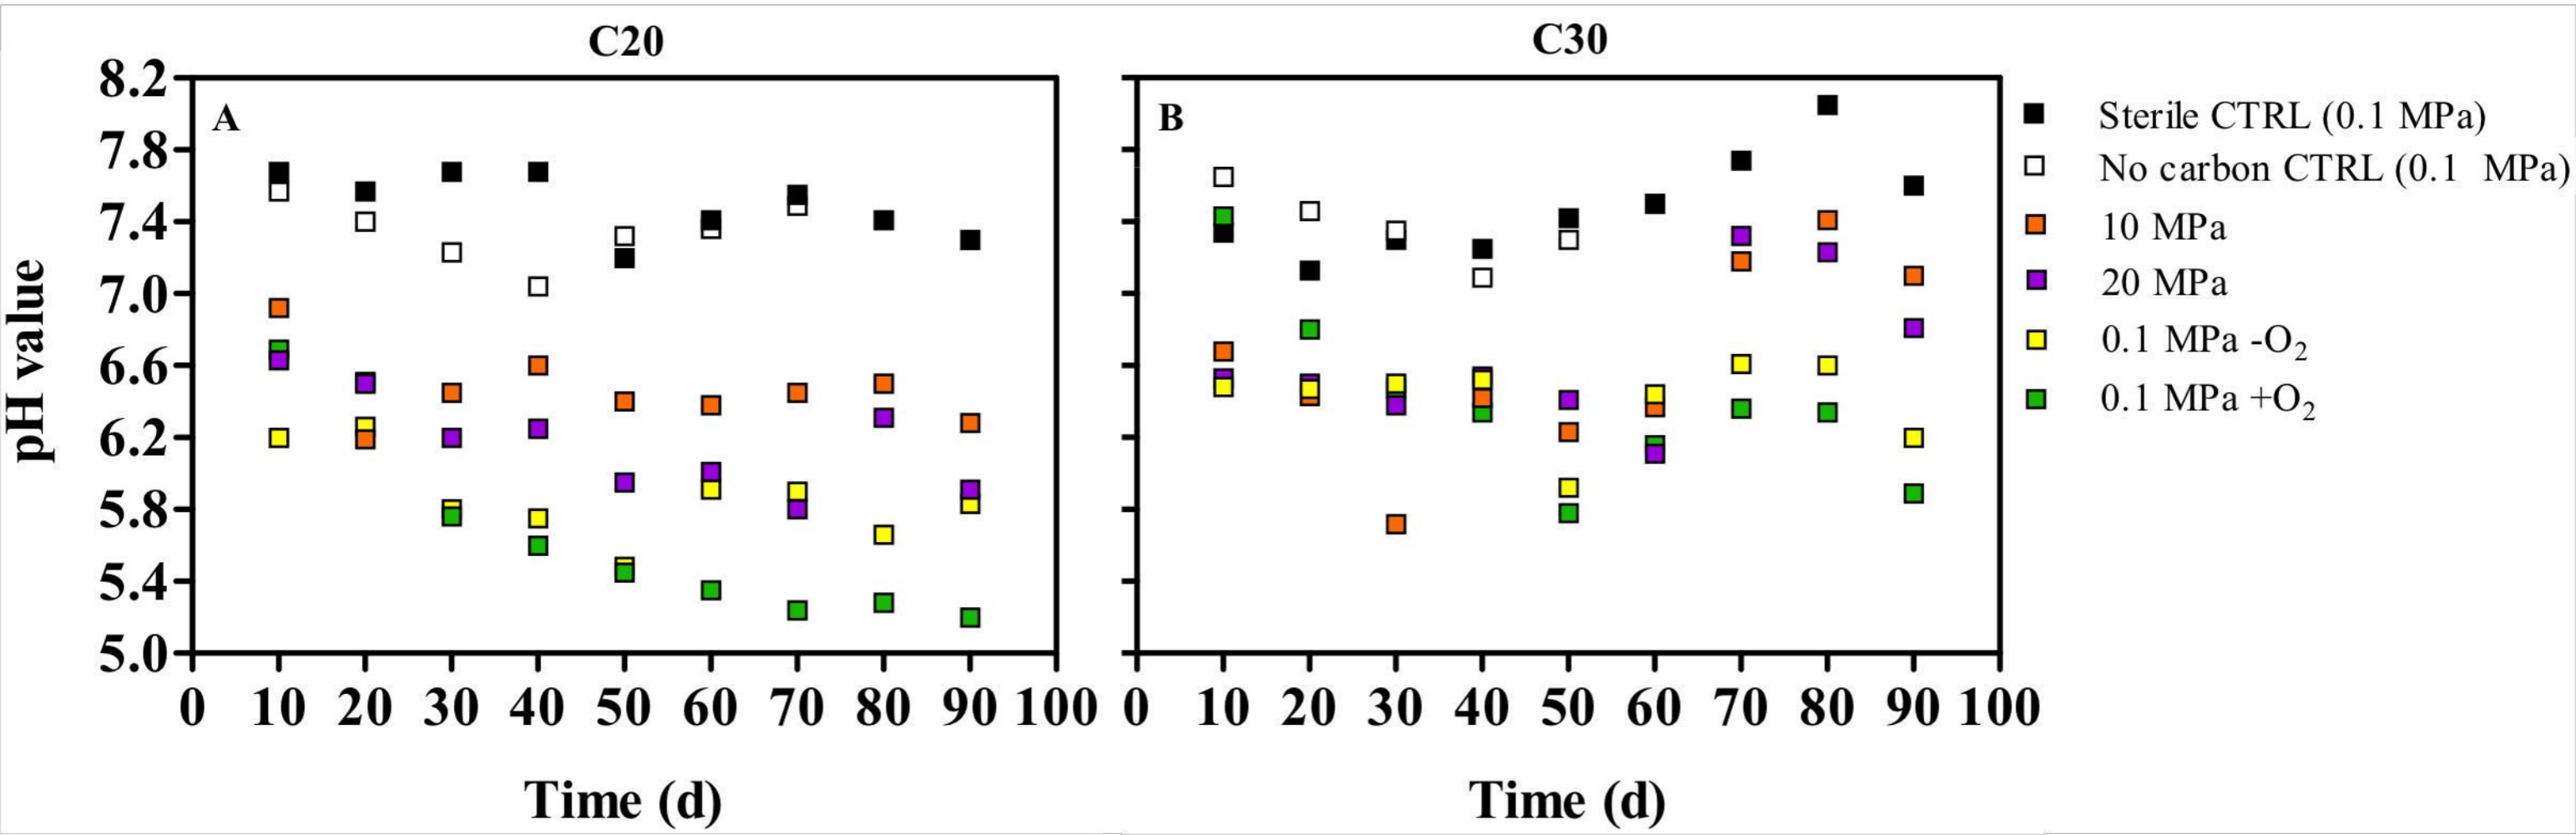 C20
C30
8.2
7.8
7.4
7.0
6.6
6.2
5.8
5.4
5.0
pH value
A
B
0 10 20 30 40 50 60 70 80 90 100
0 10 20 30 40 50 60 70 80 90 100
Time (d)
Time (d)
Sterile CTRL (0.1 MPa)
No carbon CTRL (0.1 MPa)
10 MPa
20 MPa
0.1 MPa -O₂
0.1 MPa +O₂